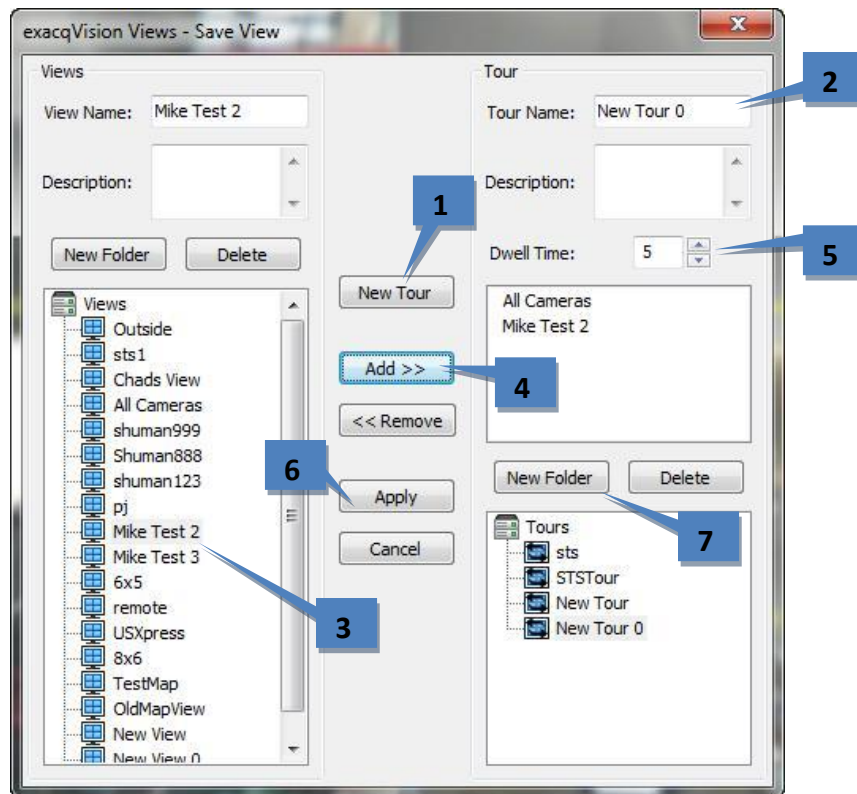 exacqVision Views - Save View
Views
View Name: Mike Test 2
Description:
New Folder Delete
Views
Outside
sts1
Chads View
All Cameras
shuman999
Shuman888
shuman123
pj
Mike Test 2
Mike Test 3
6x5
remote
USXpress
8x6
TestMap
OldMapView
New View
New View 0
3
1
New Tour
Add >>
4
<< Remove
6
Apply
Cancel
Tour
2
Tour Name: New Tour 0
Description:
Dwell Time: 5
5
All Cameras
Mike Test 2
New Folder Delete
7
Tours
sts
STSTour
New Tour
New Tour 0